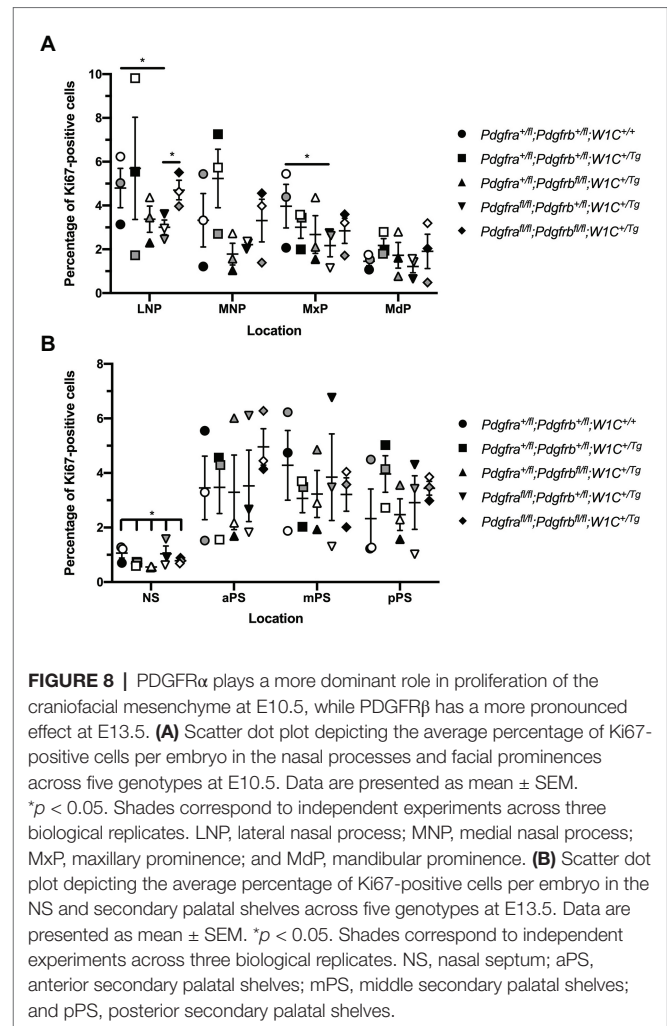 A
*
*
*
Percentage of Ki67-positive cells
10
8
6
4
2
0
LNP MNP MxP MdP
Location
Pdgfra+/fl;Pdgfrb+/fl;W1C+/+
Pdgfra+/fl;Pdgfrb+/fl;W1C+/Tg
Pdgfra+/fl;Pdgfrbfl/fl;W1C+/Tg
Pdgfrafl/fl;Pdgfrb+/fl;W1C+/Tg
Pdgfrafl/fl;Pdgfrbfl/fl;W1C+/Tg
B
*
Percentage of Ki67-positive cells
8
6
4
2
0
NS aPS mPS pPS
Location
Pdgfra+/fl;Pdgfrb+/fl;W1C+/+
Pdgfra+/fl;Pdgfrb+/fl;W1C+/Tg
Pdgfra+/fl;Pdgfrbfl/fl;W1C+/Tg
Pdgfrafl/fl;Pdgfrb+/fl;W1C+/Tg
Pdgfrafl/fl;Pdgfrbfl/fl;W1C+/Tg
FIGURE 8 | PDGFRα plays a more dominant role in proliferation of the
craniofacial mesenchyme at E10.5, while PDGFRβ has a more pronounced
effect at E13.5. (A) Scatter dot plot depicting the average percentage of Ki67-
positive cells per embryo in the nasal processes and facial prominences
across five genotypes at E10.5. Data are presented as mean ± SEM.
*p < 0.05. Shades correspond to independent experiments across three
biological replicates. LNP, lateral nasal process; MNP, medial nasal process;
MxP, maxillary prominence; and MdP, mandibular prominence. (B) Scatter dot
plot depicting the average percentage of Ki67-positive cells per embryo in the
NS and secondary palatal shelves across five genotypes at E13.5. Data are
presented as mean ± SEM. *p < 0.05. Shades correspond to independent
experiments across three biological replicates. NS, nasal septum; aPS,
anterior secondary palatal shelves; mPS, middle secondary palatal shelves;
and pPS, posterior secondary palatal shelves.